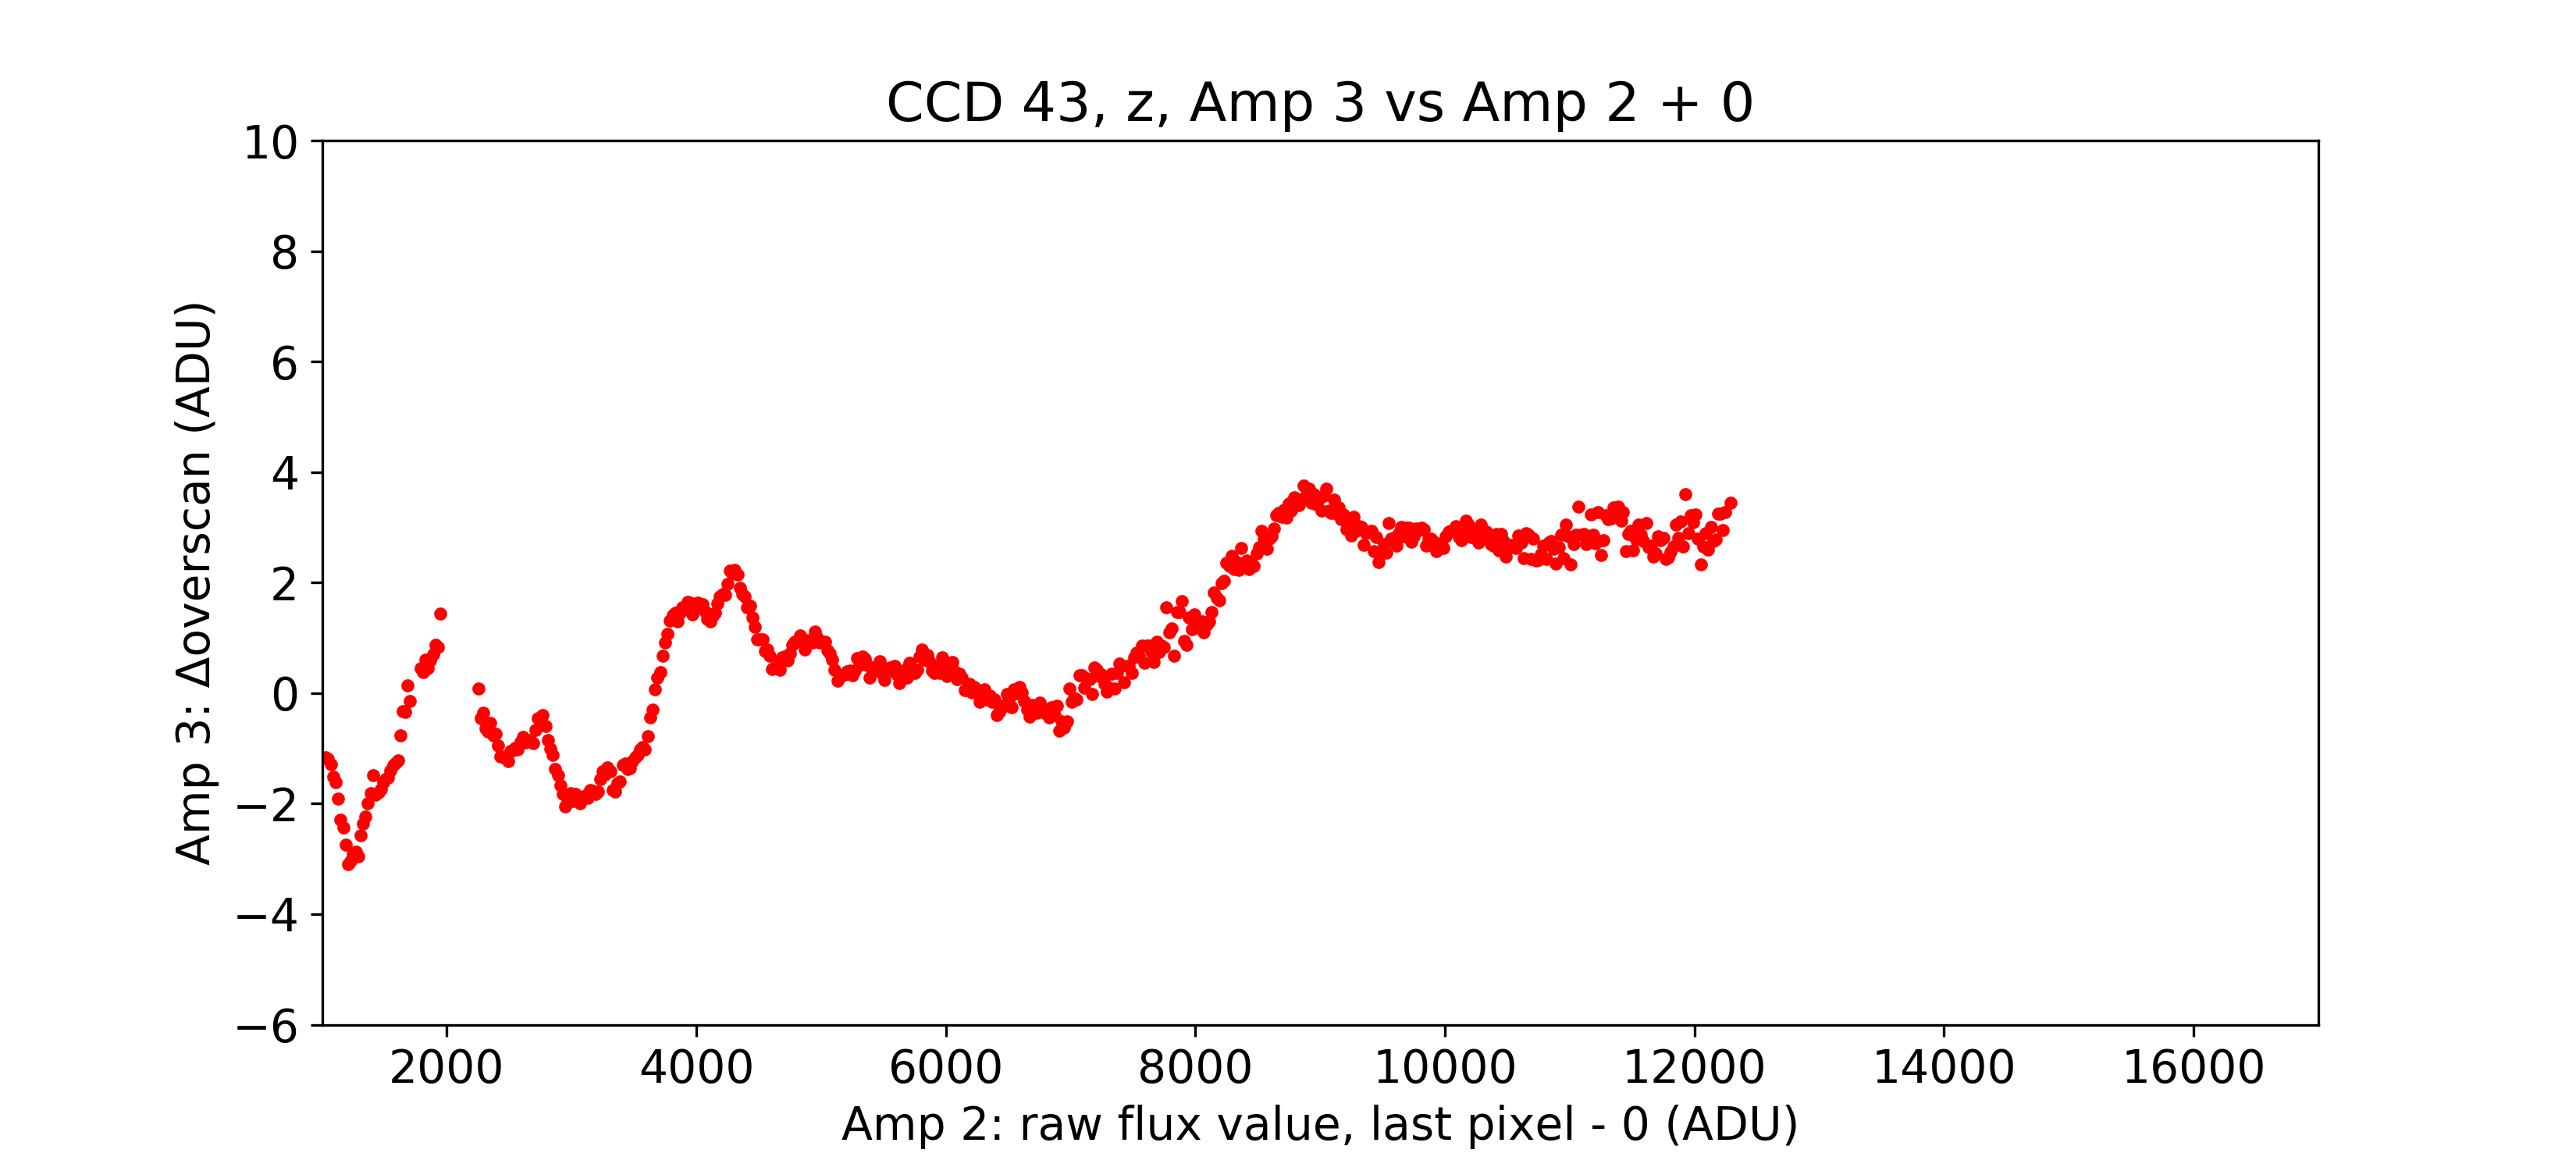 CCD 43, z, Amp 3 vs Amp 2 + 0
10
8
6
4
2
0
−2
−4
−6
Amp 3: Δoverscan (ADU)
2000 4000 6000 8000 10000 12000 14000 16000
Amp 2: raw flux value, last pixel - 0 (ADU)